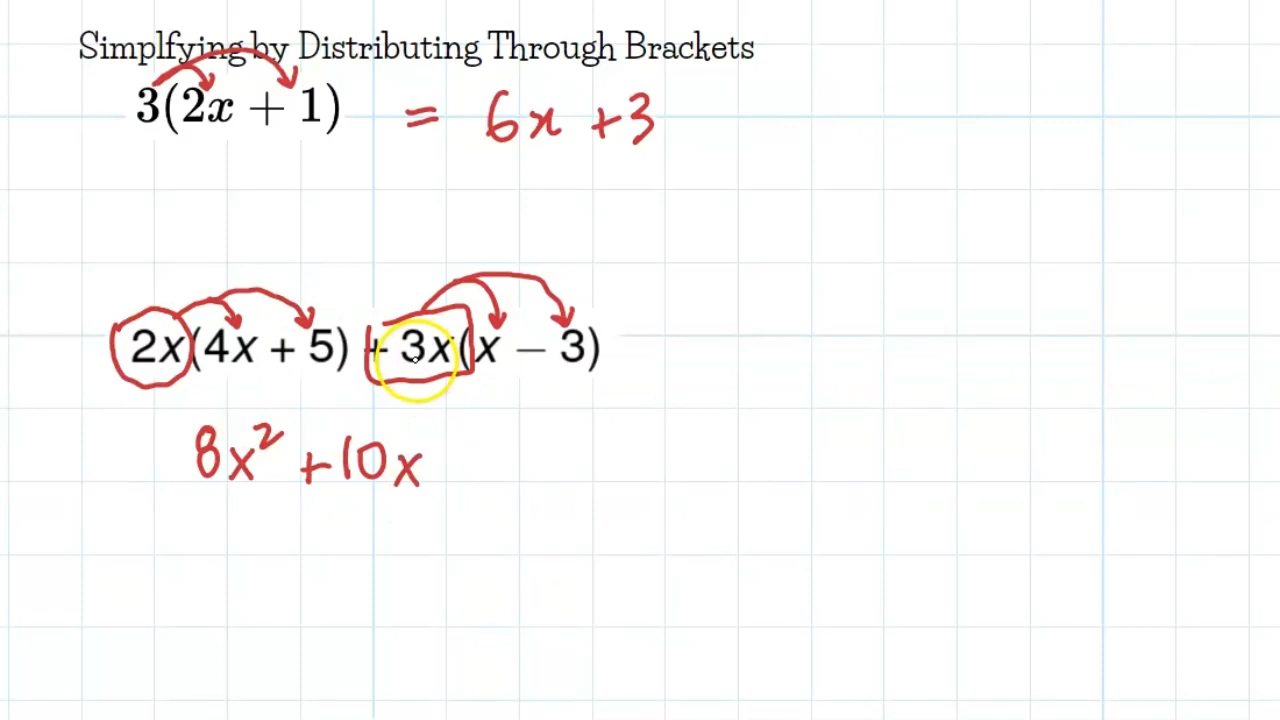 Simplfying by Distributing Through Brackets
3(2x + 1) = 6x + 3
2x(4x + 5) + 3x(x − 3)
8x² + 10x